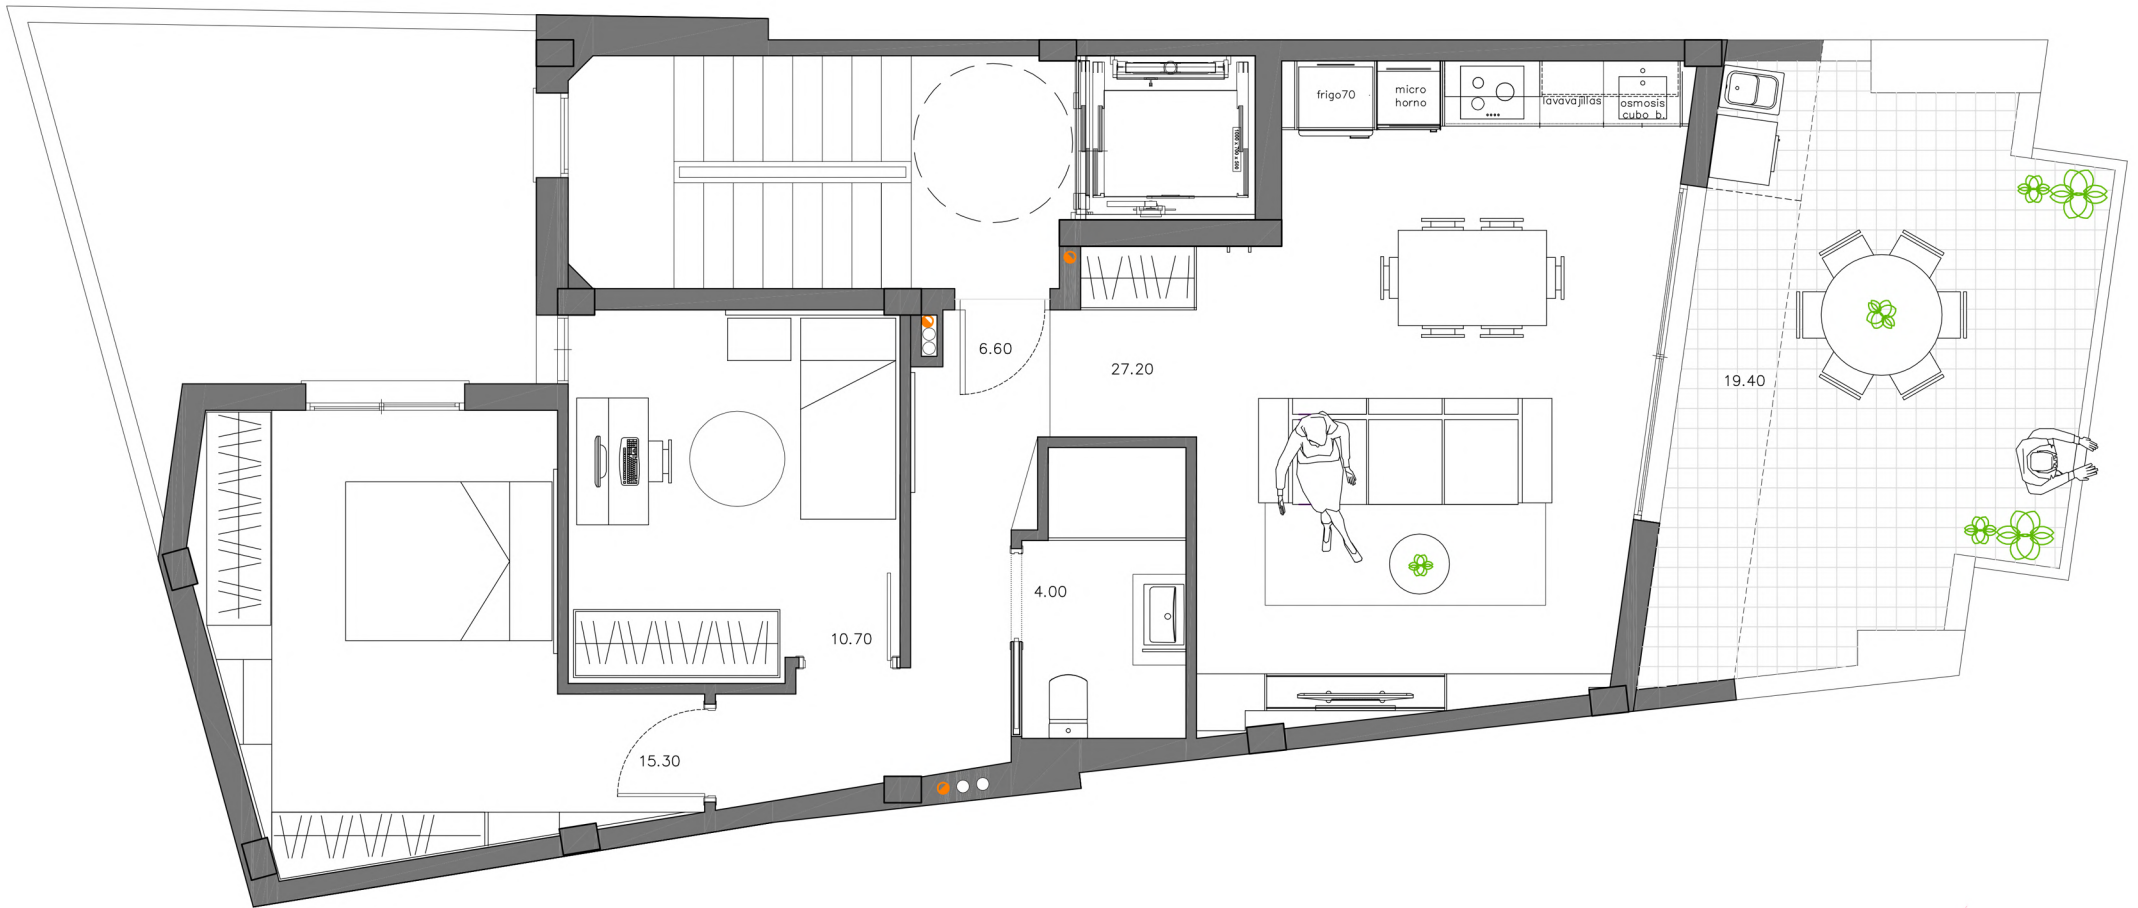 frigo70
micro
horno
lavavajillas
osmosis
cubo b.
6.60
27.20
19.40
4.00
10.70
15.30